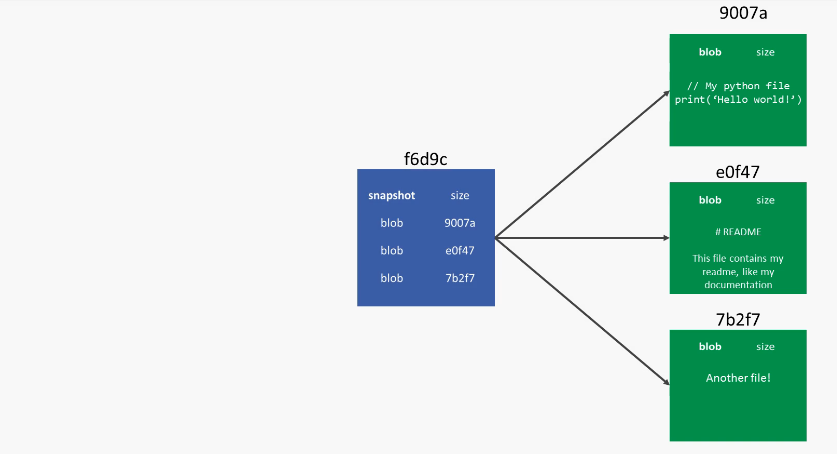 f6d9c
snapshot size
blob 9007a
blob e0f47
blob 7b2f7
9007a
blob size
// My python file
print(‘Hello world!’)
e0f47
blob size
# README
This file contains my
readme, like my
documentation
7b2f7
blob size
Another file!